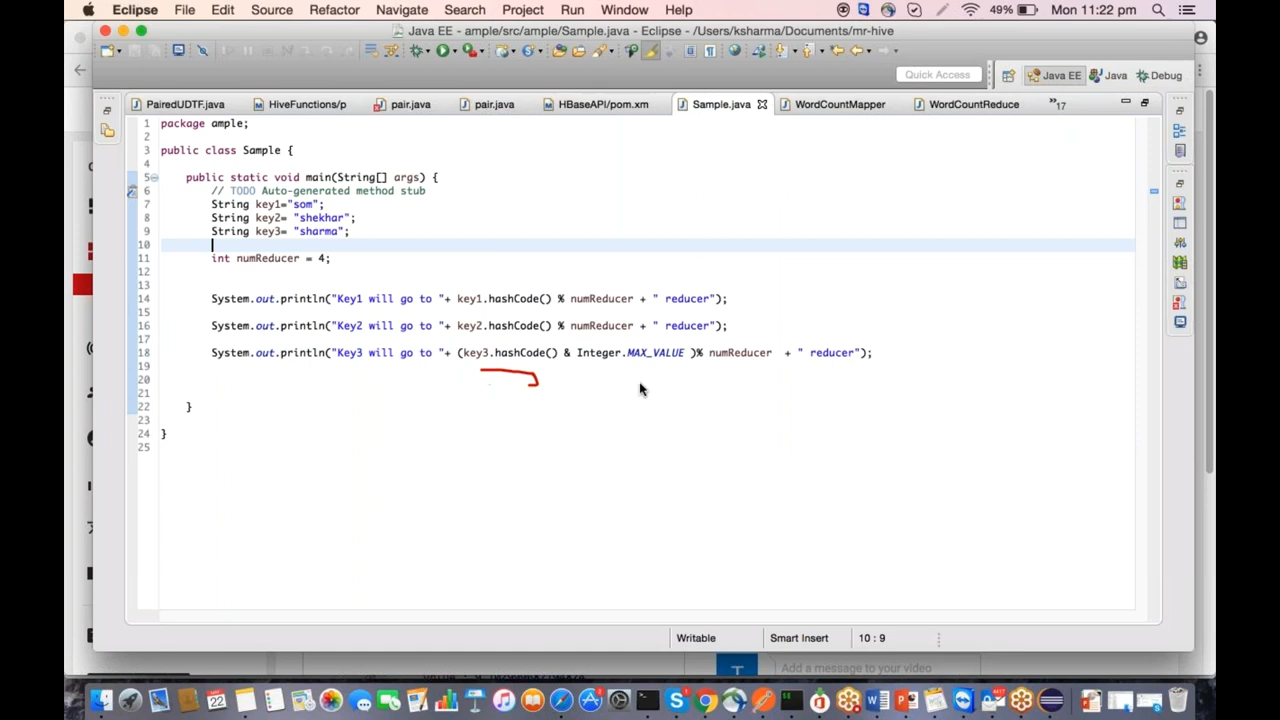 Eclipse File Edit Source Refactor Navigate Search Project Run Window Help 49% Mon 11:22 pm
Java EE - ample/src/ample/Sample.java - Eclipse - /Users/ksharma/Documents/mr-hive
Quick Access Java EE Java Debug
PairedUDTF.java HiveFunctions/p pair.java pair.java HBaseAPI/pom.xml Sample.java WordCountMapper WordCountReduce »17
1 package ample;
2
3 public class Sample {
4
5 public static void main(String[] args) {
6 // TODO Auto-generated method stub
7 String key1="som";
8 String key2= "shekhar";
9 String key3= "sharma";
10
11 int numReducer = 4;
12
13
14 System.out.println("Key1 will go to "+ key1.hashCode() % numReducer + " reducer");
15
16 System.out.println("Key2 will go to "+ key2.hashCode() % numReducer + " reducer");
17
18 System.out.println("Key3 will go to "+ (key3.hashCode() & Integer.MAX_VALUE )% numReducer + " reducer");
19
20
21
22 }
23
24 }
25
Writable Smart Insert 10 : 9
T Add a message to your video
22